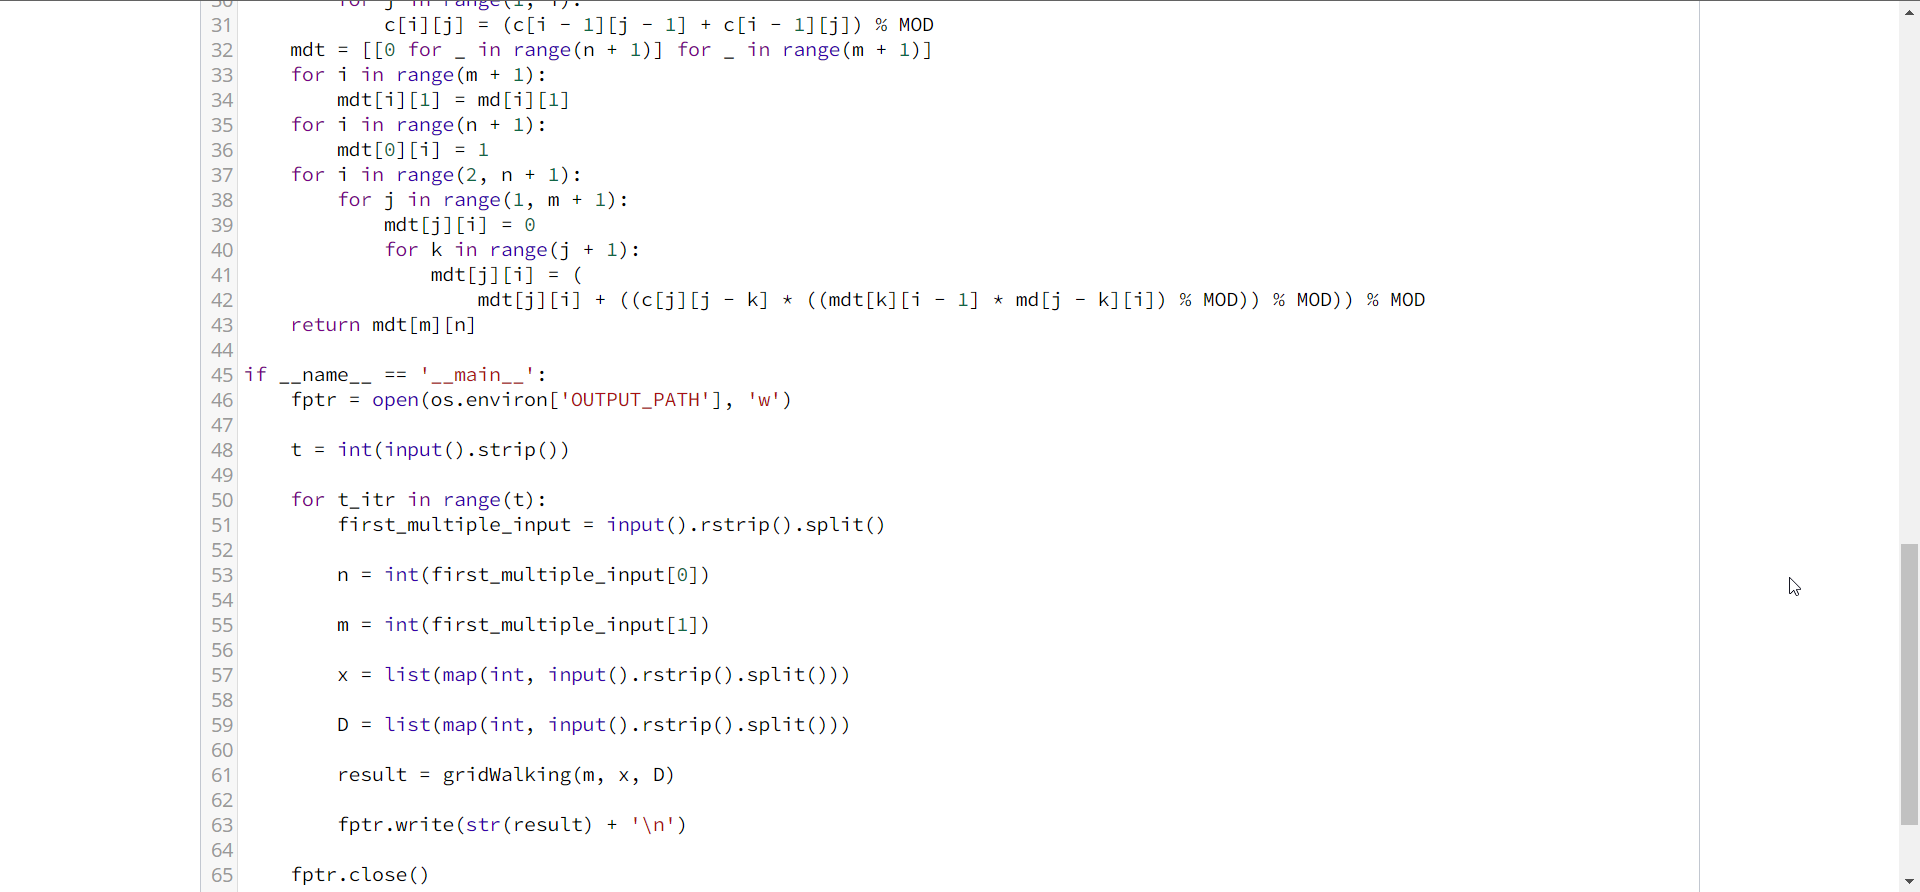 31 c[i][j] = (c[i - 1][j - 1] + c[i - 1][j]) % MOD
32 mdt = [[0 for _ in range(n + 1)] for _ in range(m + 1)]
33 for i in range(m + 1):
34 mdt[i][1] = md[i][1]
35 for i in range(n + 1):
36 mdt[0][i] = 1
37 for i in range(2, n + 1):
38 for j in range(1, m + 1):
39 mdt[j][i] = 0
40 for k in range(j + 1):
41 mdt[j][i] = (
42 mdt[j][i] + ((c[j][j - k] * ((mdt[k][i - 1] * md[j - k][i]) % MOD)) % MOD)) % MOD
43 return mdt[m][n]
44
45 if __name__ == '__main__':
46 fptr = open(os.environ['OUTPUT_PATH'], 'w')
47
48 t = int(input().strip())
49
50 for t_itr in range(t):
51 first_multiple_input = input().rstrip().split()
52
53 n = int(first_multiple_input[0])
54
55 m = int(first_multiple_input[1])
56
57 x = list(map(int, input().rstrip().split()))
58
59 D = list(map(int, input().rstrip().split()))
60
61 result = gridWalking(m, x, D)
62
63 fptr.write(str(result) + '\n')
64
65 fptr.close()